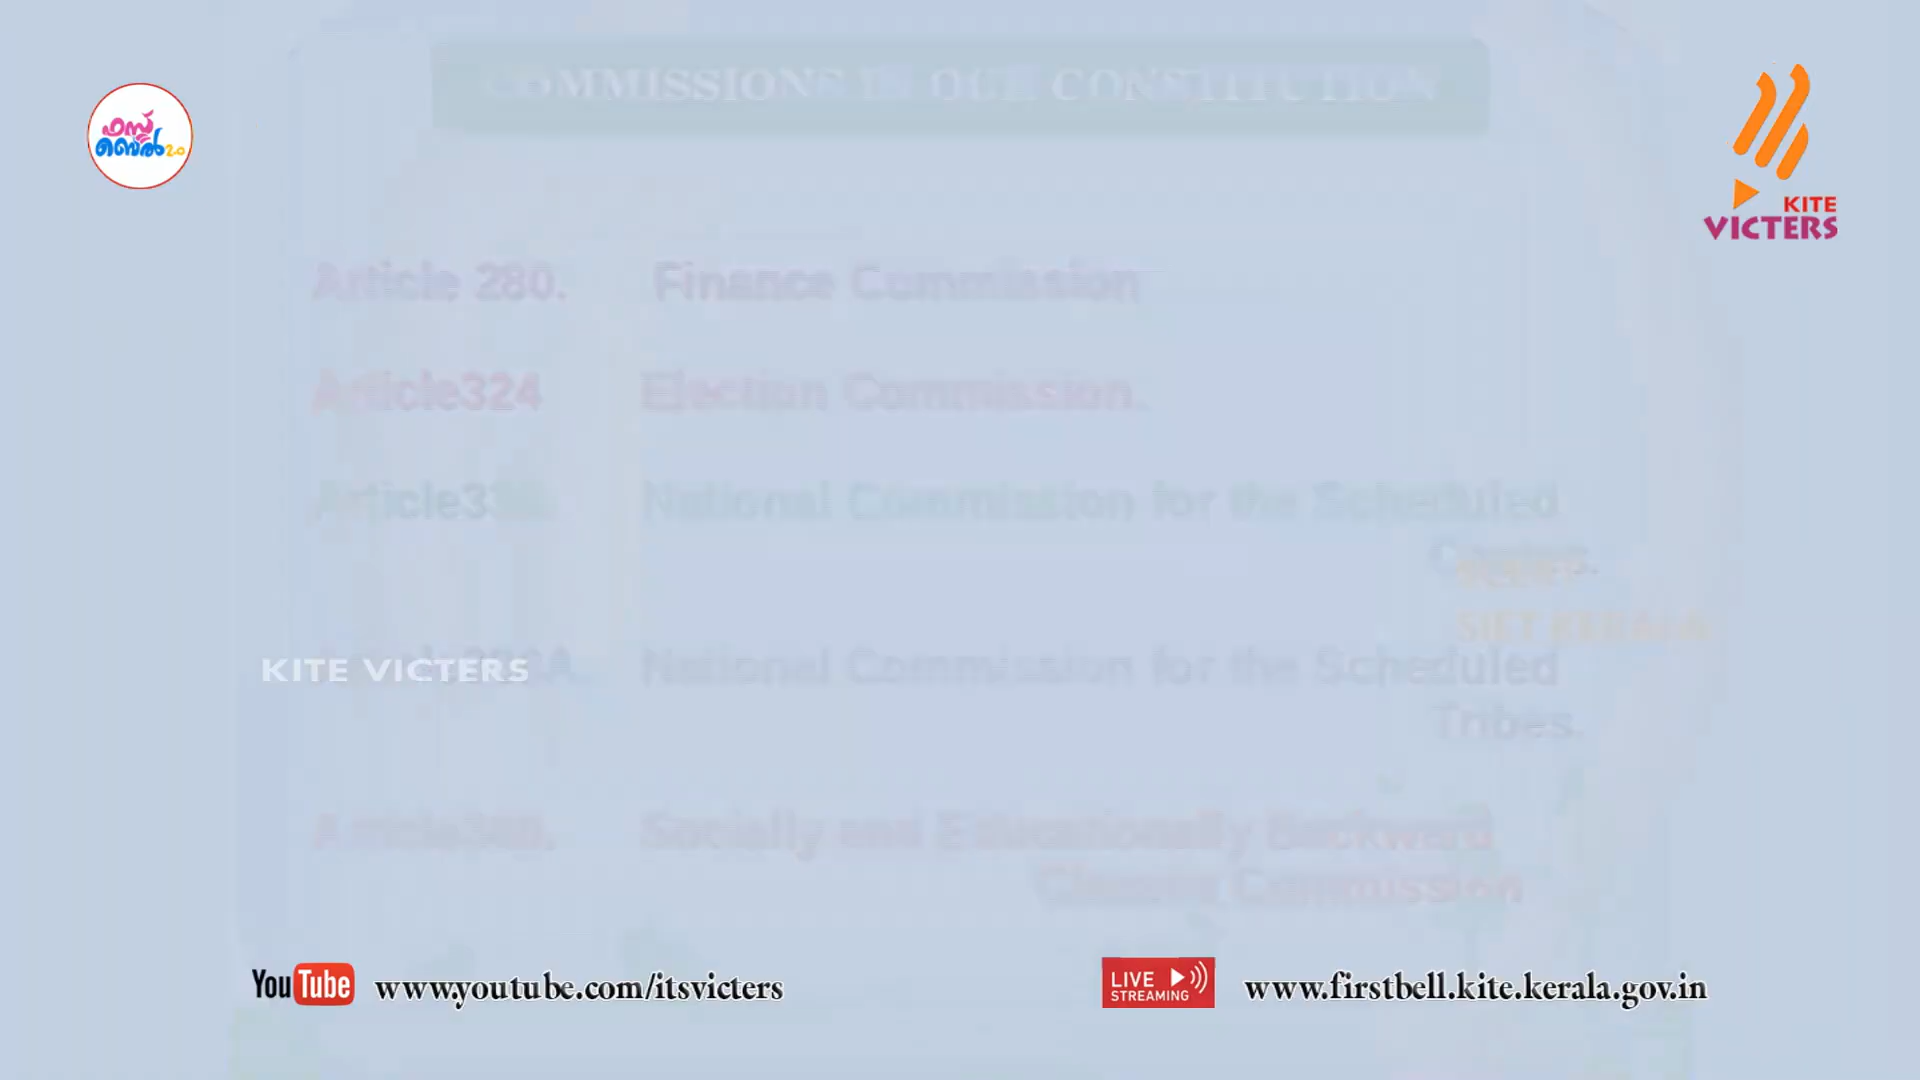 COMMISSIONS IN OUR CONSTITUTION
ഫസ്റ്റ്
ബെൽ 2.0
KITE
VICTERS
Article 280. Finance Commission
Article324 Election Commission.
National Commission for the Scheduled
Castes.
SIET KERALA
KITE VICTERS
National Commission for the Scheduled
Tribes.
Socially and Educationally Backward
Classes Commission
YouTube www.youtube.com/itsvicters
LIVE
STREAMING
www.firstbell.kite.kerala.gov.in